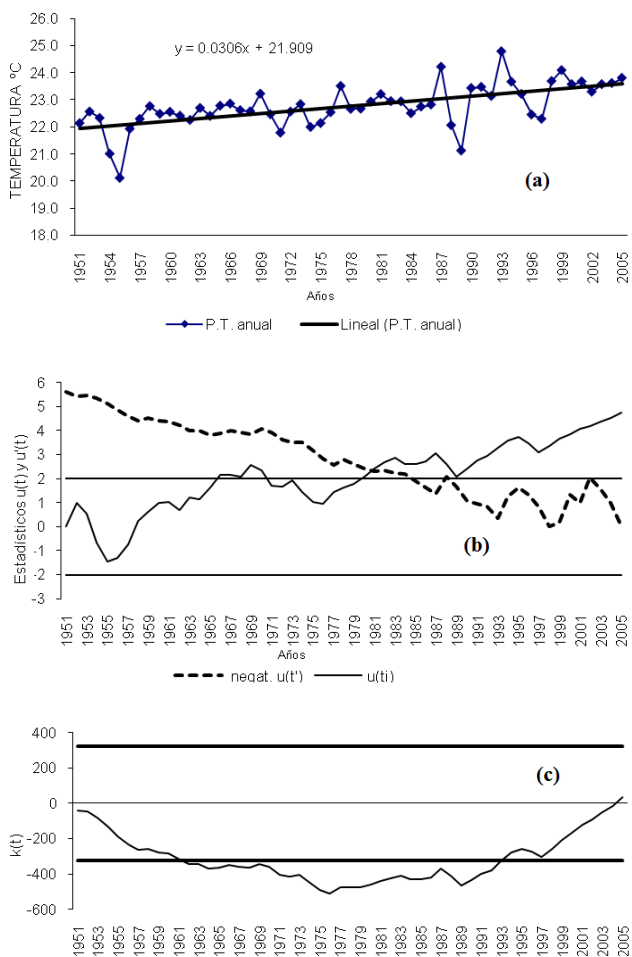 y = 0.0306x + 21.909
26.0
25.0
24.0
23.0
22.0
21.0
20.0
19.0
18.0
TEMPERATURA ºC
(a)
1951 1954 1957 1960 1963 1966 1969 1972 1975 1978 1981 1984 1987 1990 1993 1996 1999 2002 2005
Años
P.T. anual Lineal (P.T. anual)
6
5
4
3
2
1
0
-1
-2
-3
Estadísticos u(t) y u'(t)
(b)
1951 1953 1955 1957 1959 1961 1963 1965 1967 1969 1971 1973 1975 1977 1979 1981 1983 1985 1987 1989 1991 1993 1995 1997 1999 2001 2003 2005
Años
negat. u(t') u(ti)
400
200
0
-200
-400
-600
k(t)
(c)
1951 1953 1955 1957 1959 1961 1963 1965 1967 1969 1971 1973 1975 1977 1979 1981 1983 1985 1987 1989 1991 1993 1995 1997 1999 2001 2003 2005